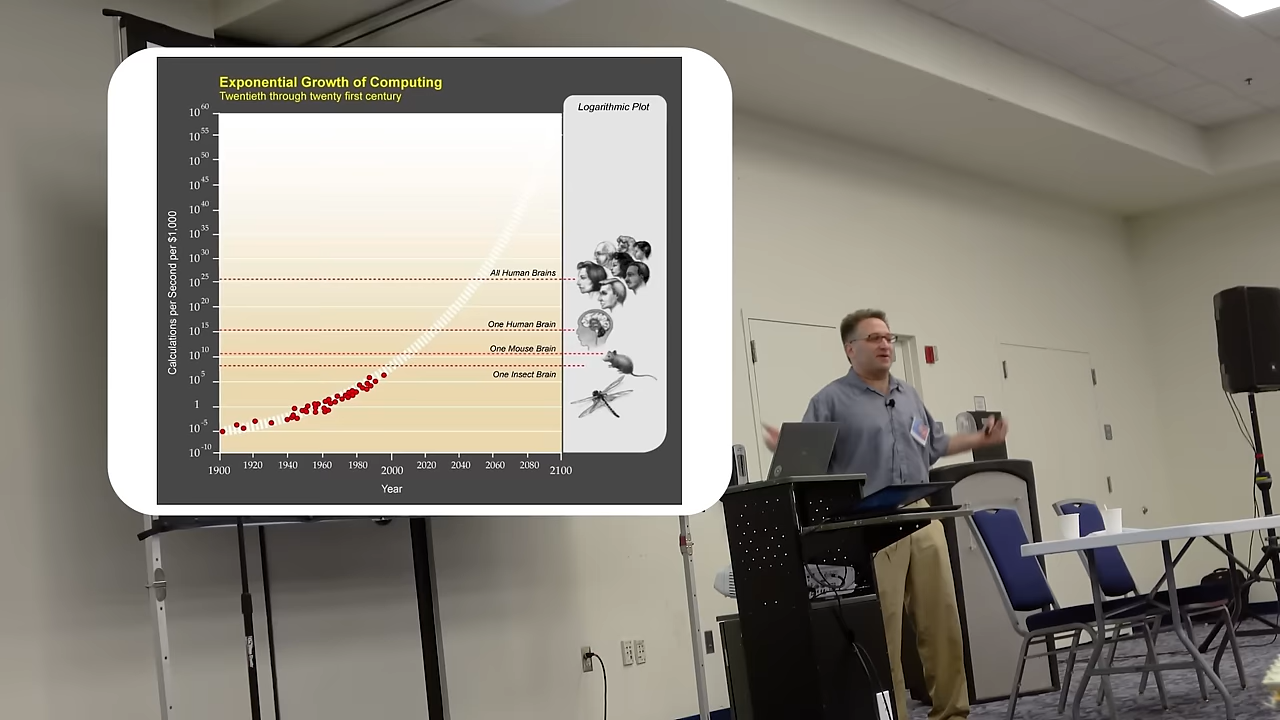 Exponential Growth of Computing
Twentieth through twenty first century
Logarithmic Plot
10^60
10^55
10^50
10^45
10^40
10^35
10^30
10^25
10^20
10^15
10^10
10^5
1
10^-5
10^-10
Calculations per Second per $1,000
All Human Brains
One Human Brain
One Mouse Brain
One Insect Brain
1900 1920 1940 1960 1980 2000 2020 2040 2060 2080 2100
Year